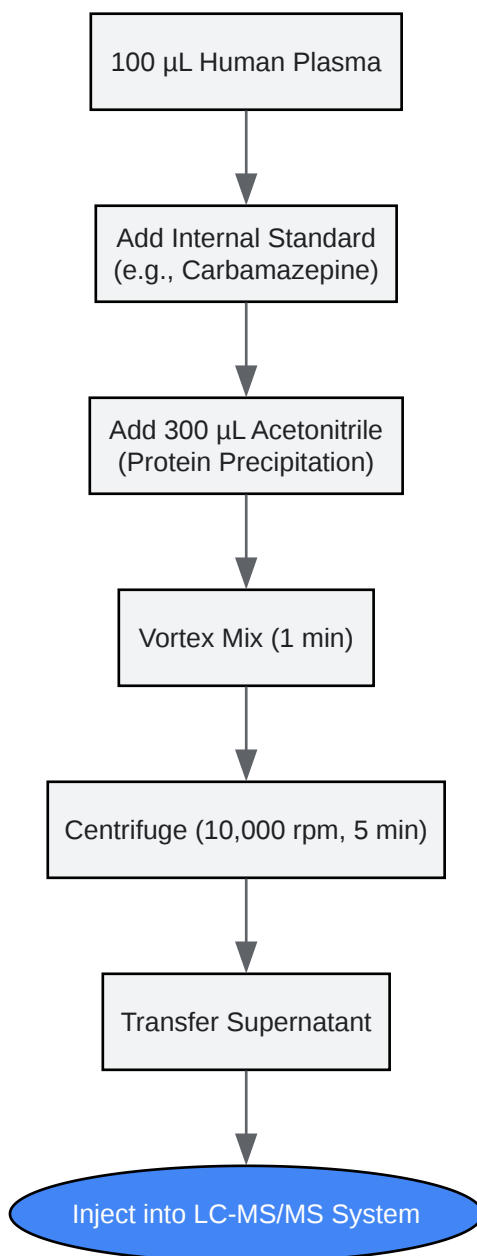 100 µL Human Plasma
Add Internal Standard
(e.g., Carbamazepine)
Add 300 µL Acetonitrile
(Protein Precipitation)
Vortex Mix (1 min)
Centrifuge (10,000 rpm, 5 min)
Transfer Supernatant
Inject into LC-MS/MS System